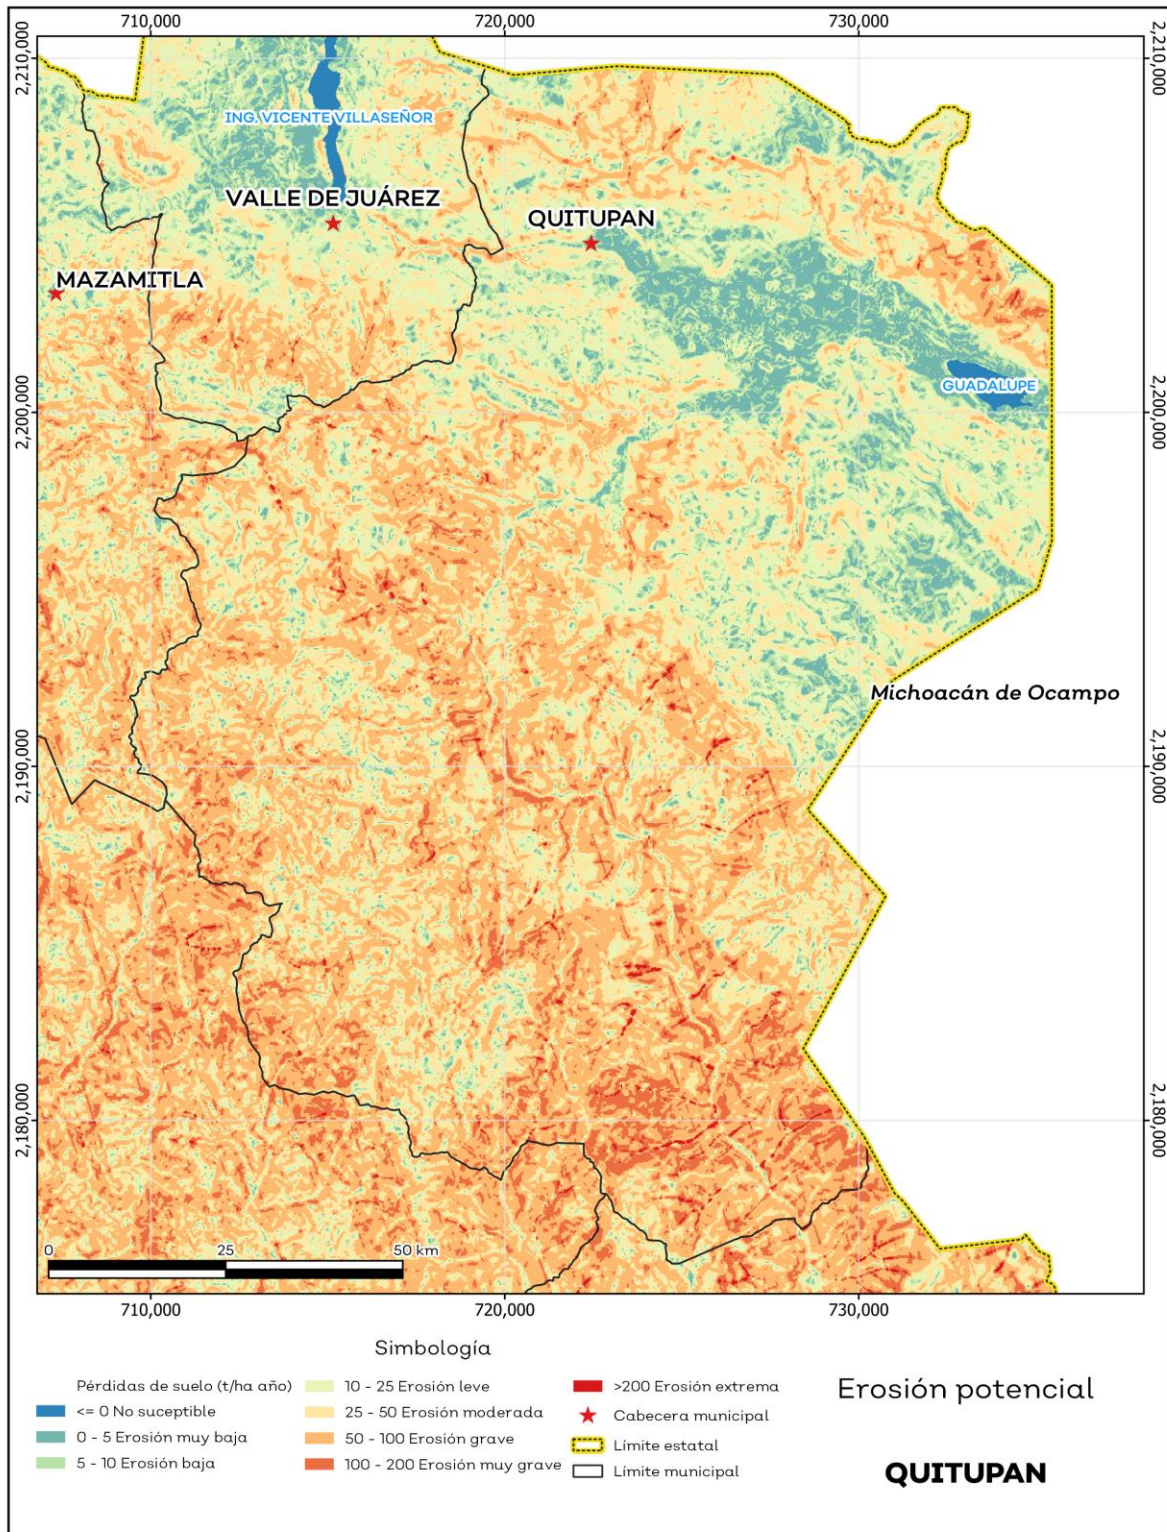 710,000
720,000
730,000
2,210,000
2,210,000
ING. VICENTE VILLASEÑOR
VALLE DE JUÁREZ
QUITUPAN
MAZAMITLA
GUADALUPE
2,200,000
2,200,000
Michoacán de Ocampo
2,190,000
2,190,000
2,180,000
2,180,000
0 25 50 km
710,000
720,000
730,000
Simbología
Pérdidas de suelo (t/ha año)
<= 0 No suceptible
0 - 5 Erosión muy baja
5 - 10 Erosión baja
10 - 25 Erosión leve
25 - 50 Erosión moderada
50 - 100 Erosión grave
100 - 200 Erosión muy grave
>200 Erosión extrema
Cabecera municipal
Límite estatal
Límite municipal
Erosión potencial
QUITUPAN